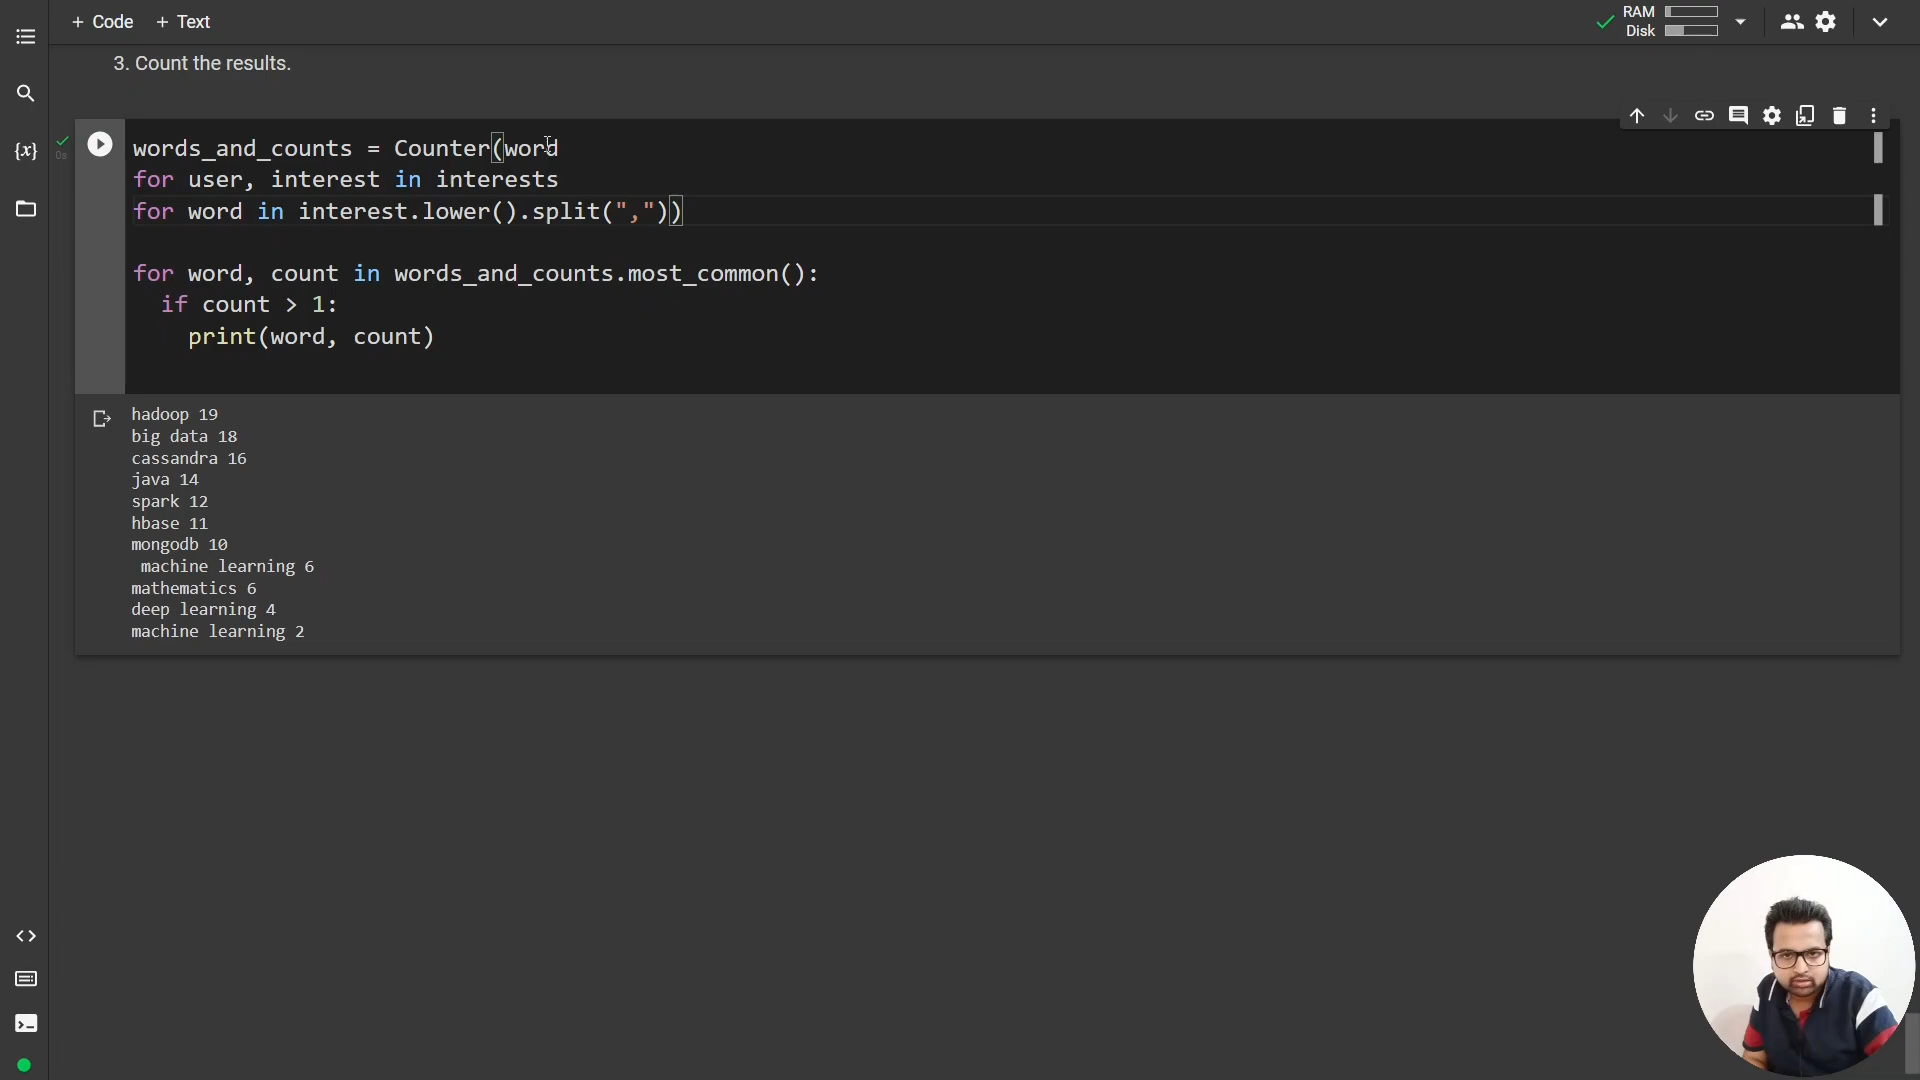 + Code + Text
RAM
Disk
3. Count the results.
{x}
0s
words_and_counts = Counter(word
for user, interest in interests
for word in interest.lower().split(","))
for word, count in words_and_counts.most_common():
if count > 1:
print(word, count)
hadoop 19
big data 18
cassandra 16
java 14
spark 12
hbase 11
mongodb 10
machine learning 6
mathematics 6
deep learning 4
machine learning 2